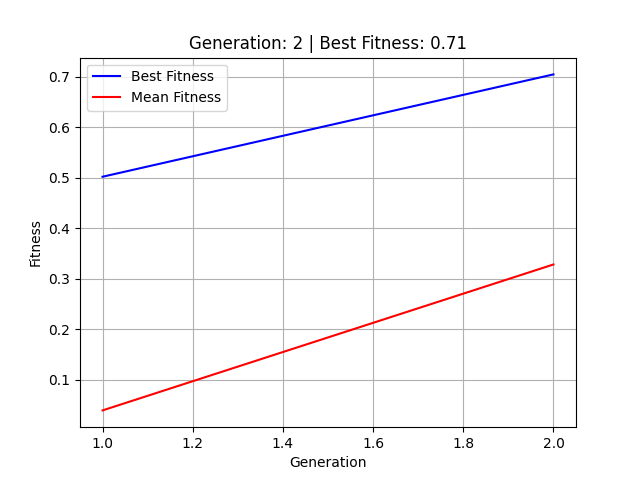 Generation: 2 | Best Fitness: 0.71
Best Fitness
Mean Fitness
Fitness
0.7
0.6
0.5
0.4
0.3
0.2
0.1
1.0 1.2 1.4 1.6 1.8 2.0
Generation